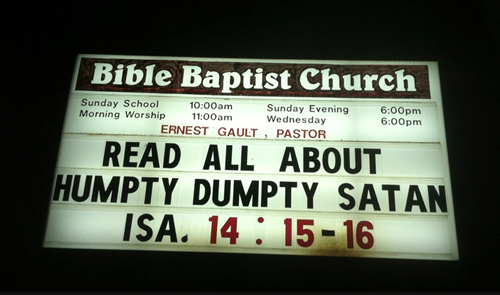 Bible Baptist Church
Sunday School 10:00am Sunday Evening 6:00pm
Morning Worship 11:00am Wednesday 6:00pm
ERNEST GAULT, PASTOR
READ ALL ABOUT
HUMPTY DUMPTY SATAN
ISA. 14:15-16